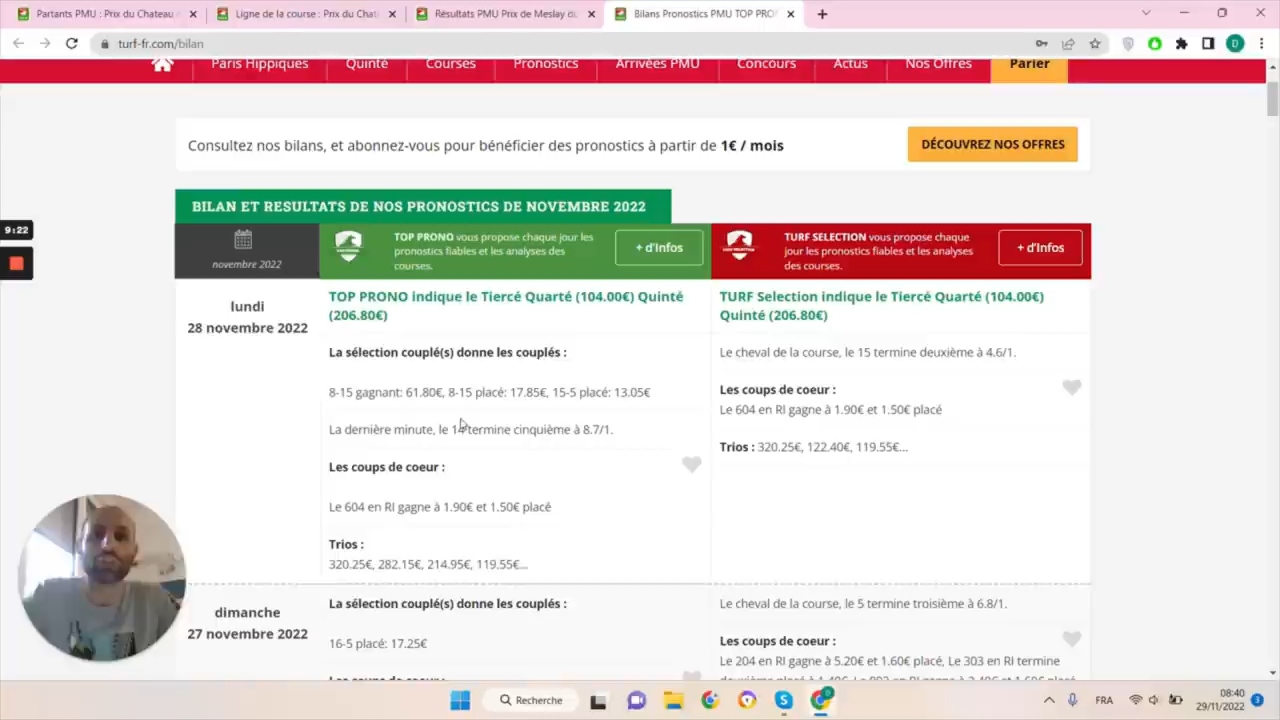 Partants PMU : Prix du Chateau
Ligne de la course : Prix du Chat
Résultats PMU Prix de Meslay du
Bilans Pronostics PMU TOP PRO
turf-fr.com/bilan
Paris Hippiques
Quinté
Courses
Pronostics
Arrivées PMU
Concours
Actus
Nos Offres
Parier
Consultez nos bilans, et abonnez-vous pour bénéficier des pronostics à partir de 1€ / mois
DÉCOUVREZ NOS OFFRES
BILAN ET RESULTATS DE NOS PRONOSTICS DE NOVEMBRE 2022
9:22
novembre 2022
TOP PRONO vous propose chaque jour les
pronostics fiables et les analyses des
courses.
+ d'Infos
TURF SELECTION vous propose chaque
jour les pronostics fiables et les analyses
des courses.
+ d'Infos
lundi
28 novembre 2022
TOP PRONO indique le Tiercé Quarté (104.00€) Quinté
(206.80€)
La sélection couplé(s) donne les couplés :
8-15 gagnant: 61.80€, 8-15 placé: 17.85€, 15-5 placé: 13.05€
La dernière minute, le 14 termine cinquième à 8.7/1.
Les coups de coeur :
Le 604 en RI gagne à 1.90€ et 1.50€ placé
Trios :
320.25€, 282.15€, 214.95€, 119.55€...
TURF Selection indique le Tiercé Quarté (104.00€)
Quinté (206.80€)
Le cheval de la course, le 15 termine deuxième à 4.6/1.
Les coups de coeur :
Le 604 en RI gagne à 1.90€ et 1.50€ placé
Trios : 320.25€, 122.40€, 119.55€...
dimanche
27 novembre 2022
La sélection couplé(s) donne les couplés :
16-5 placé: 17.25€
Les coups de coeur :
Le cheval de la course, le 5 termine troisième à 6.8/1.
Les coups de coeur :
Le 204 en RI gagne à 5.20€ et 1.60€ placé, Le 303 en RI termine
Recherche
FRA
08:40
29/11/2022
3